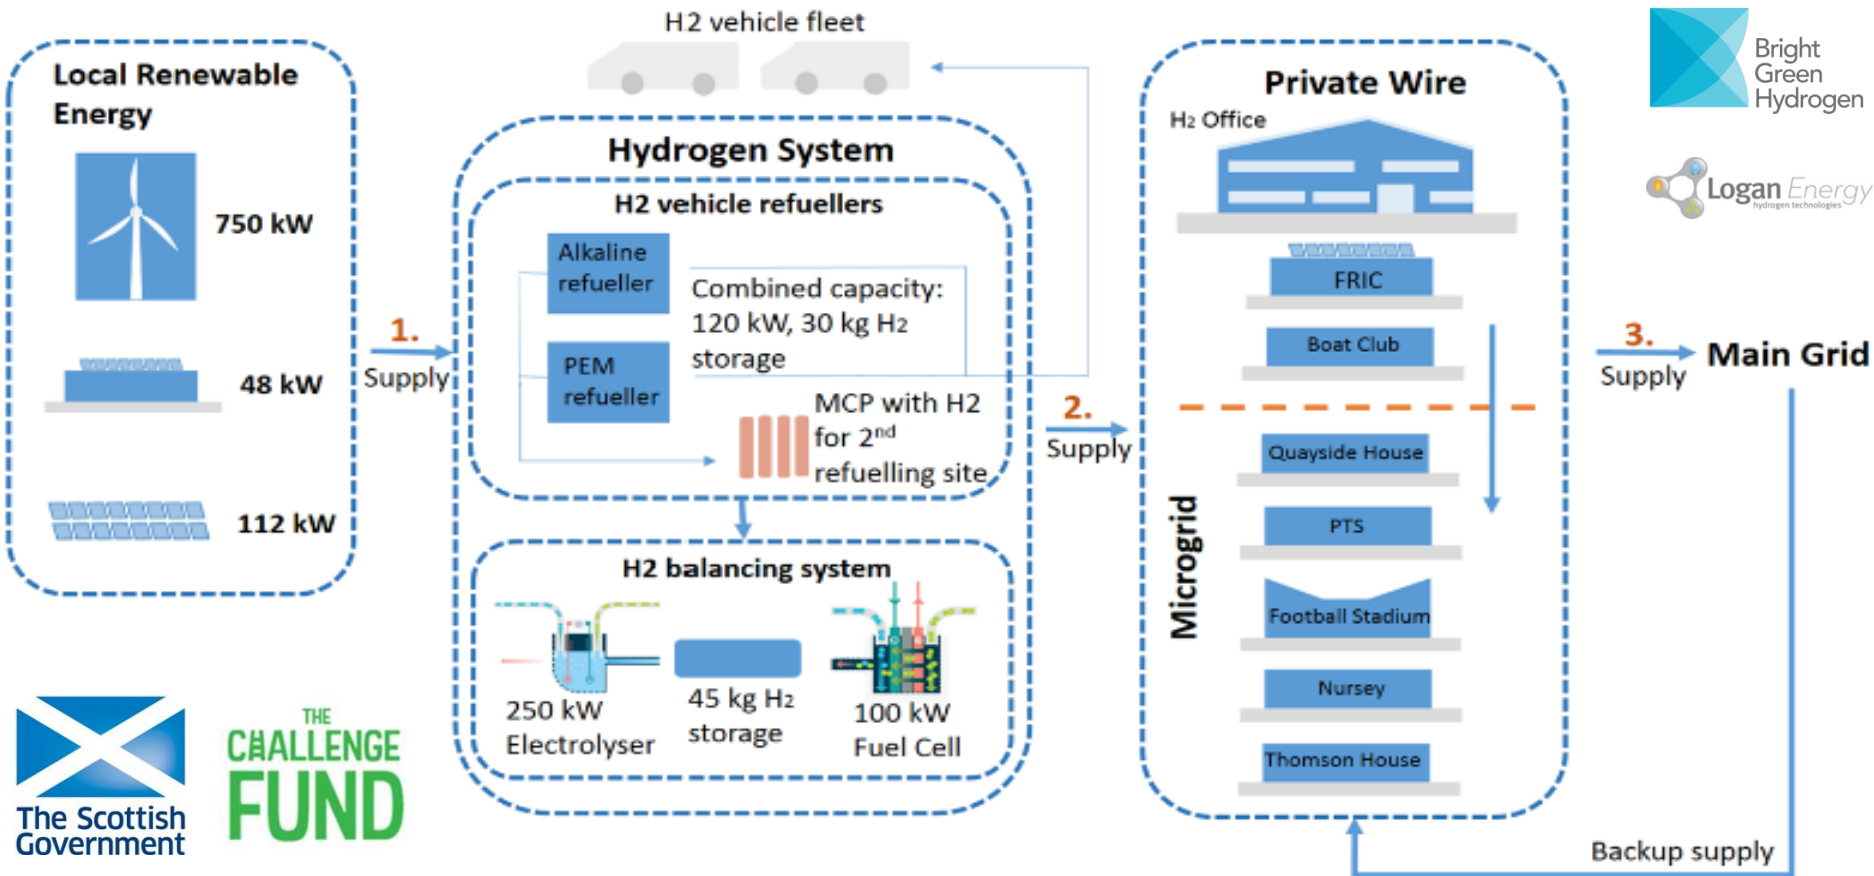 H2 vehicle fleet
Local Renewable
Energy
750 kW
48 kW
112 kW
1.
Supply
Hydrogen System
H2 vehicle refuellers
Alkaline
refueller
Combined capacity:
120 kW, 30 kg H2
storage
PEM
refueller
MCP with H2
for 2nd
refuelling site
H2 balancing system
250 kW
Electrolyser
45 kg H2
storage
100 kW
Fuel Cell
2.
Supply
Private Wire
H2 Office
FRIC
Boat Club
Microgrid
Quayside House
PTS
Football Stadium
Nursey
Thomson House
3.
Supply
Main Grid
Backup supply
Bright
Green
Hydrogen
Logan Energy
hydrogen technologies
The Scottish
Government
THE
CHALLENGE
FUND